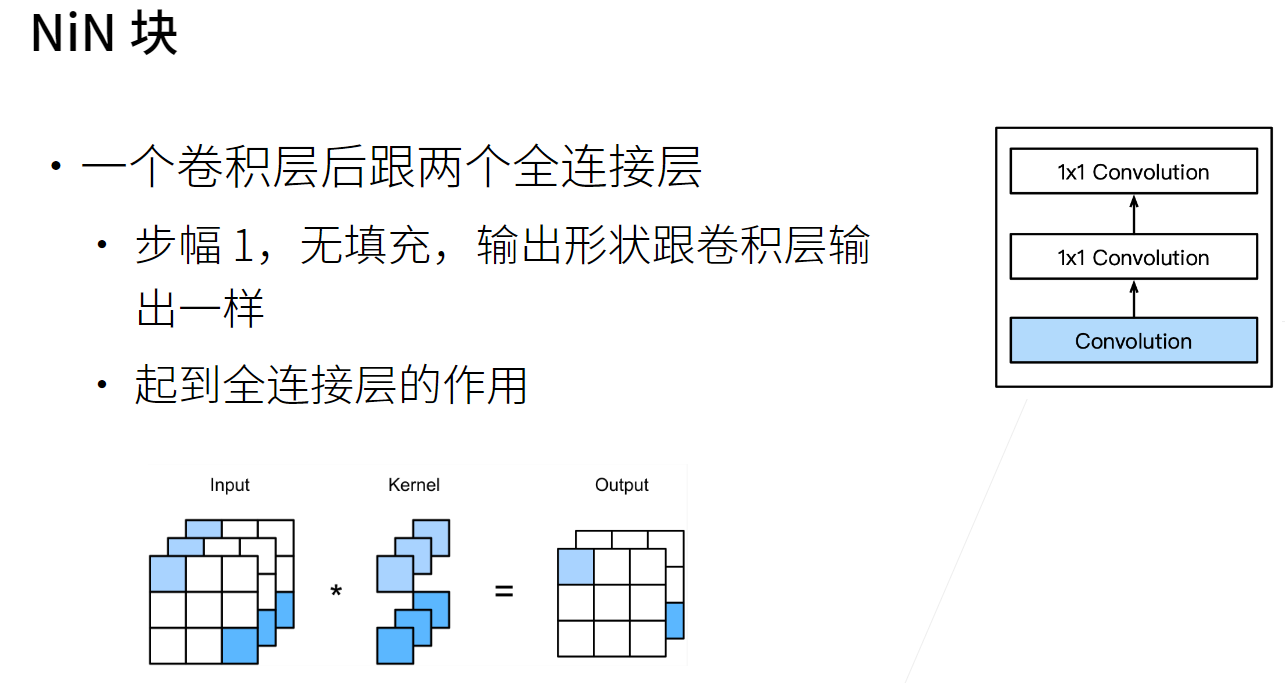 NiN 块
• 一个卷积层后跟两个全连接层
• 步幅 1，无填充，输出形状跟卷积层输
出一样
• 起到全连接层的作用
1x1 Convolution
1x1 Convolution
Convolution
Input Kernel Output
* =